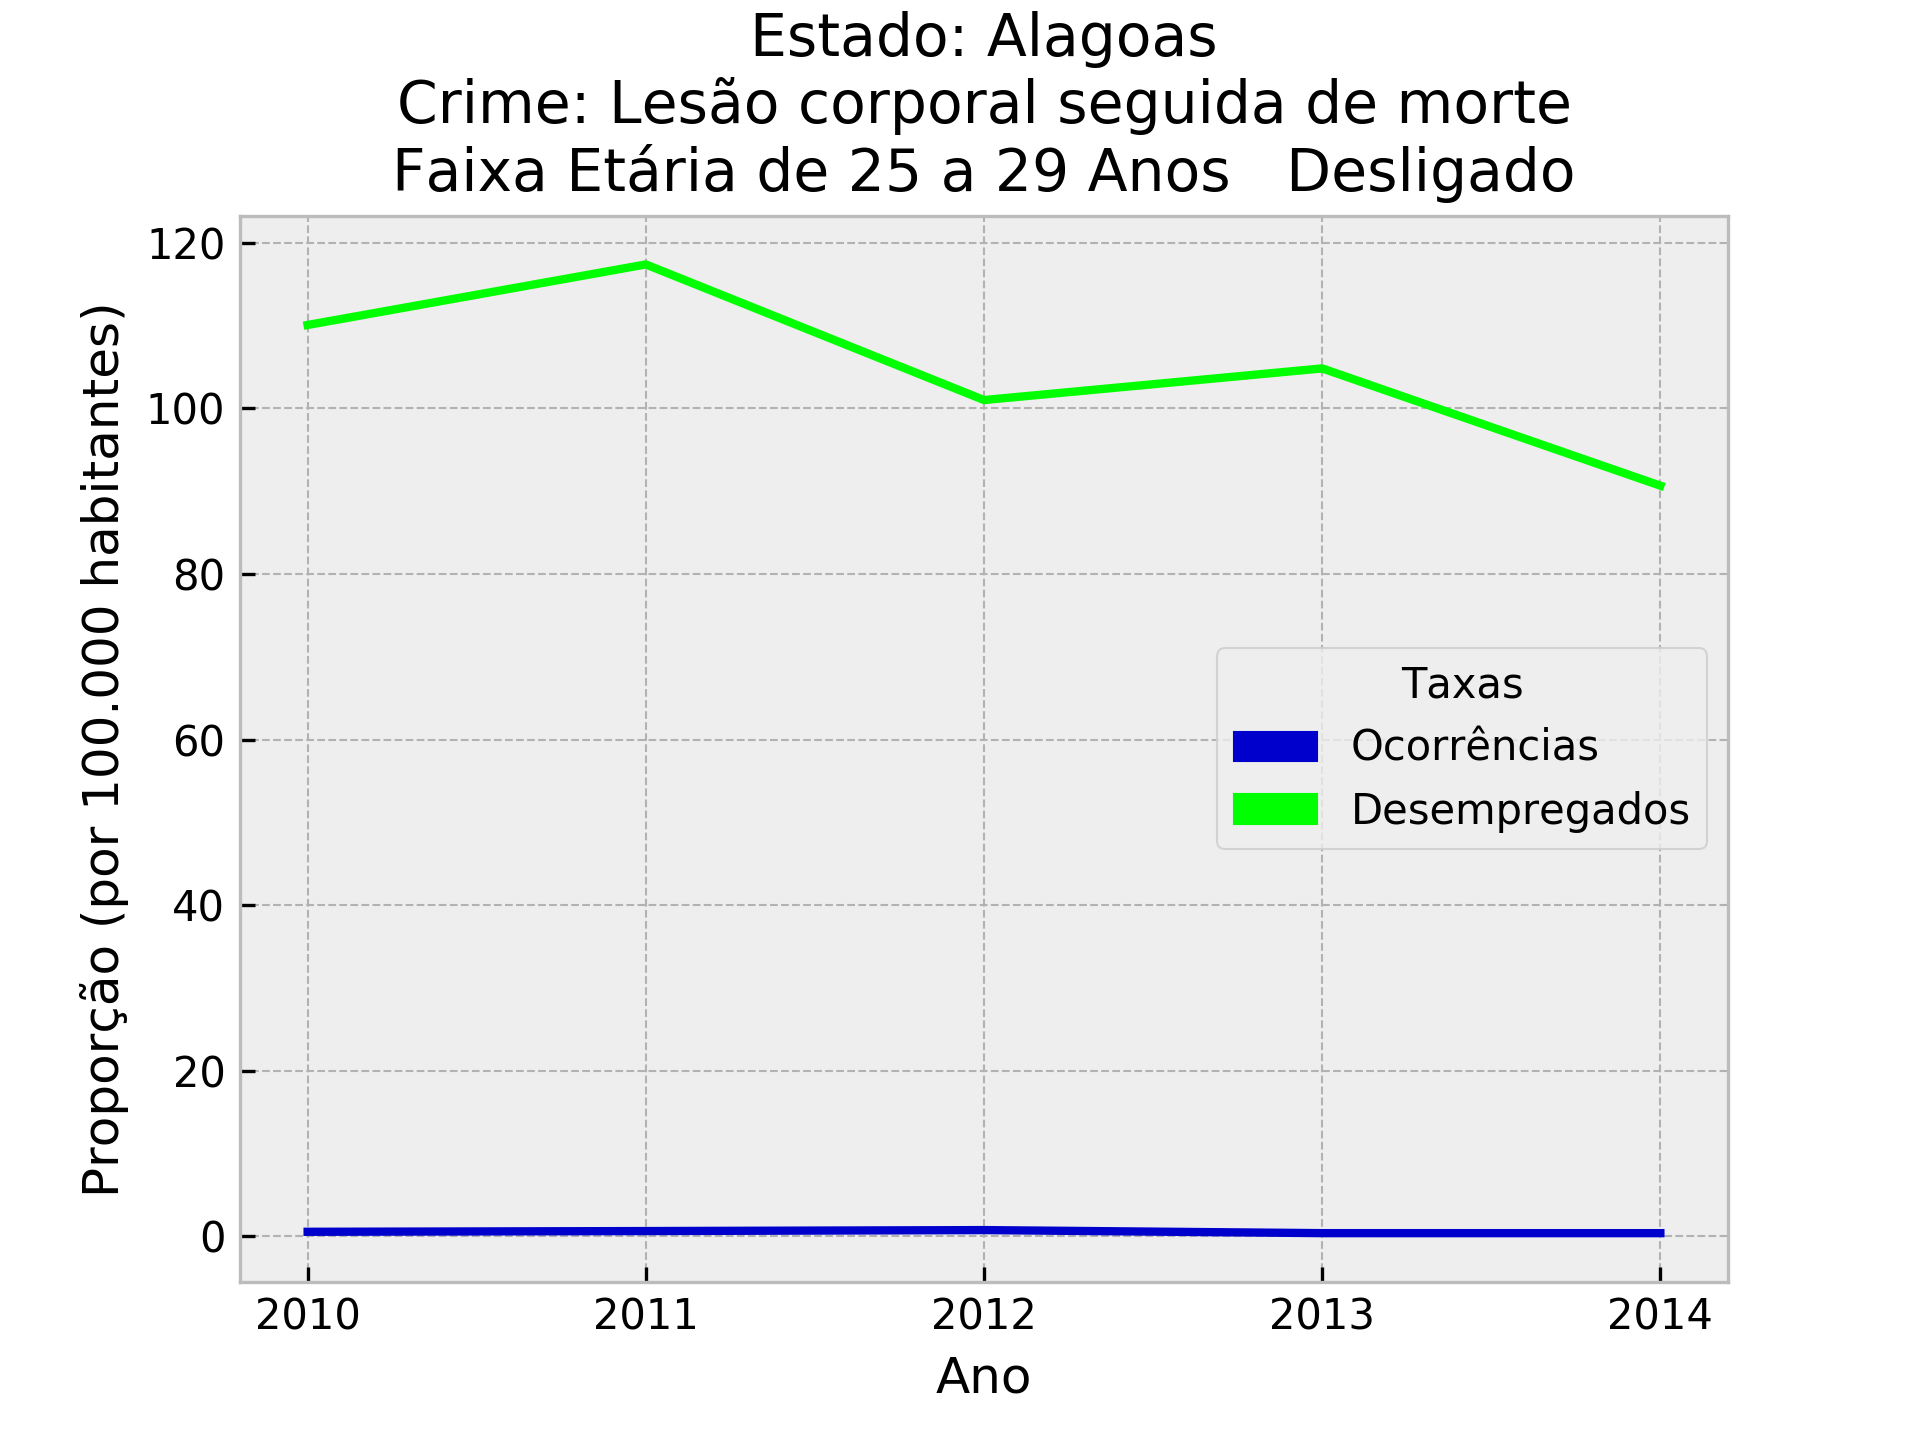 Estado: Alagoas
Crime: Lesão corporal seguida de morte
Faixa Etária de 25 a 29 Anos   Desligado
Proporção (por 100.000 habitantes)
120
100
80
60
40
20
0
Taxas
Ocorrências
Desempregados
2010 2011 2012 2013 2014
Ano